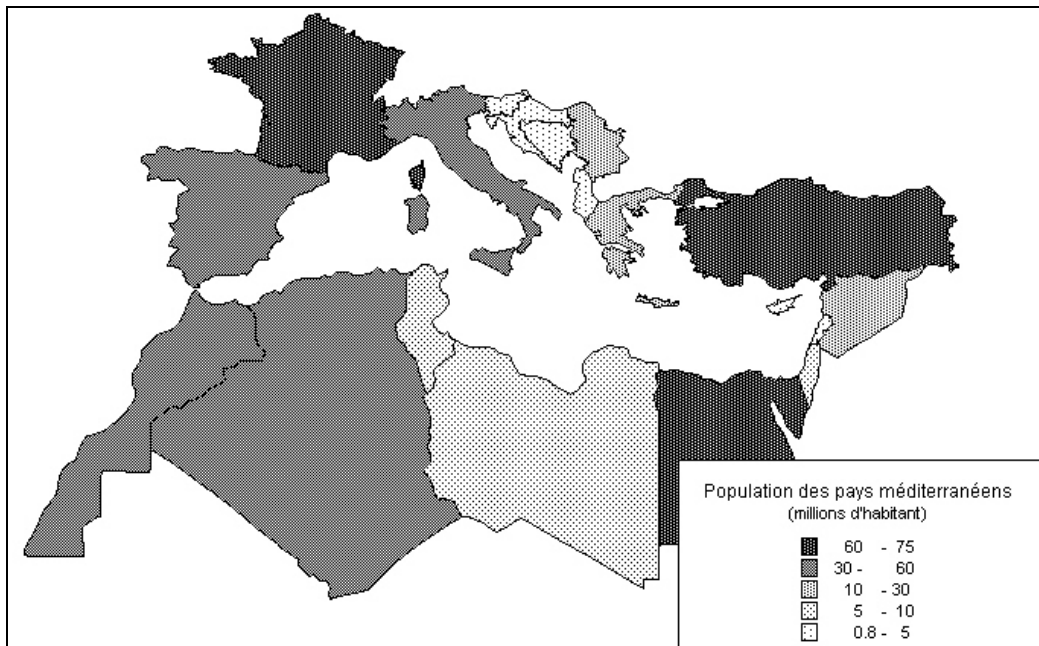 Population des pays méditerranéens
(millions d'habitant)
60 - 75
30 - 60
10 - 30
5 - 10
0.8 - 5